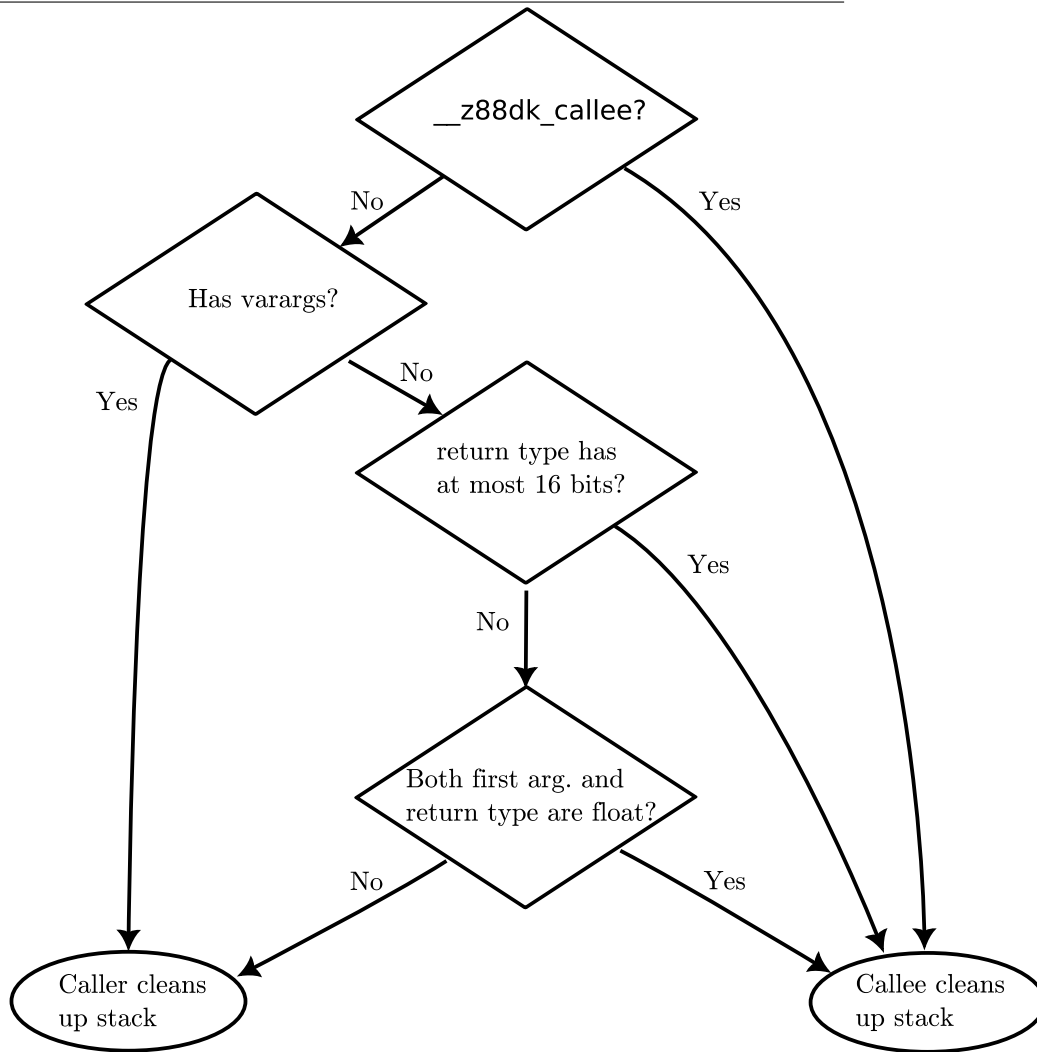 __z88dk_callee?
No
Yes
Has varargs?
Yes
No
return type has
at most 16 bits?
Yes
No
Both first arg. and
return type are float?
No
Yes
Caller cleans
up stack
Callee cleans
up stack